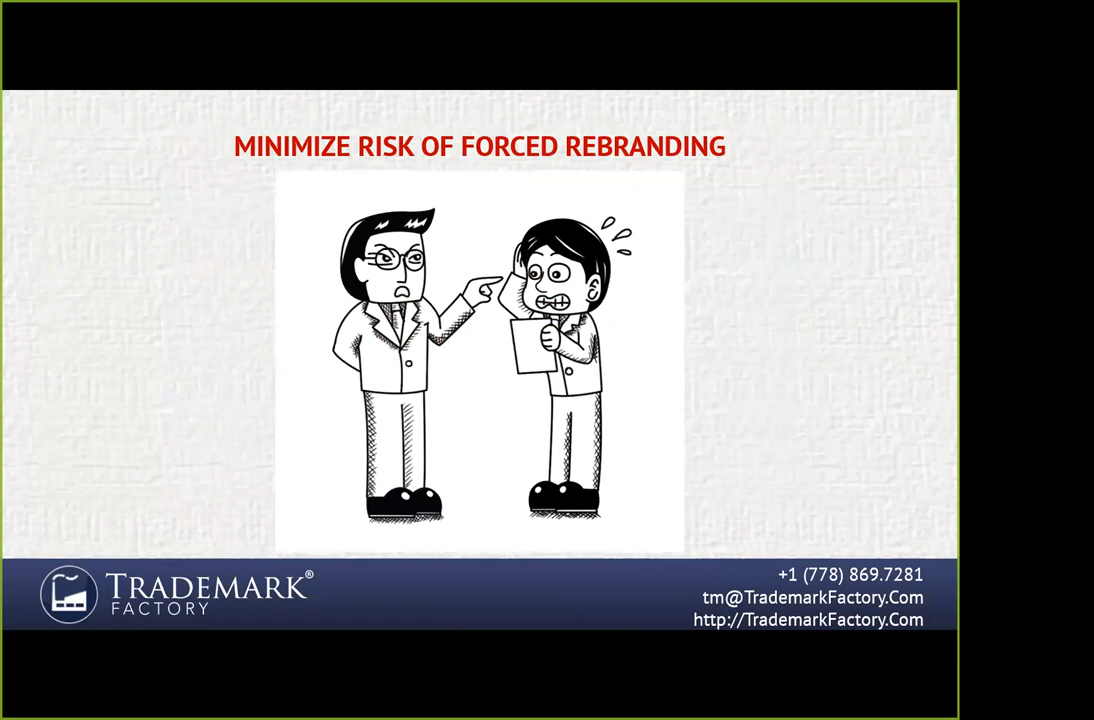 MINIMIZE RISK OF FORCED REBRANDING
TRADEMARK®
FACTORY
+1 (778) 869.7281
tm@TrademarkFactory.Com
http://TrademarkFactory.Com